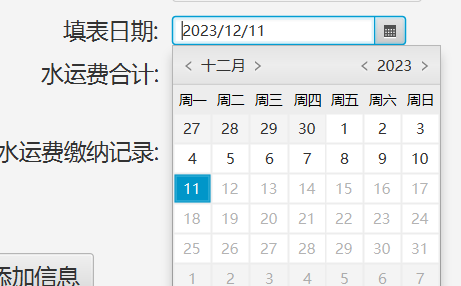 填表日期: 2023/12/11
水运费合计: 十二月 2023
周一 周二 周三 周四 周五 周六 周日
27 28 29 30 1 2 3
水运费缴纳记录: 4 5 6 7 8 9 10
11 12 13 14 15 16 17
18 19 20 21 22 23 24
25 26 27 28 29 30 31
添加信息 1 2 3 4 5 6 7